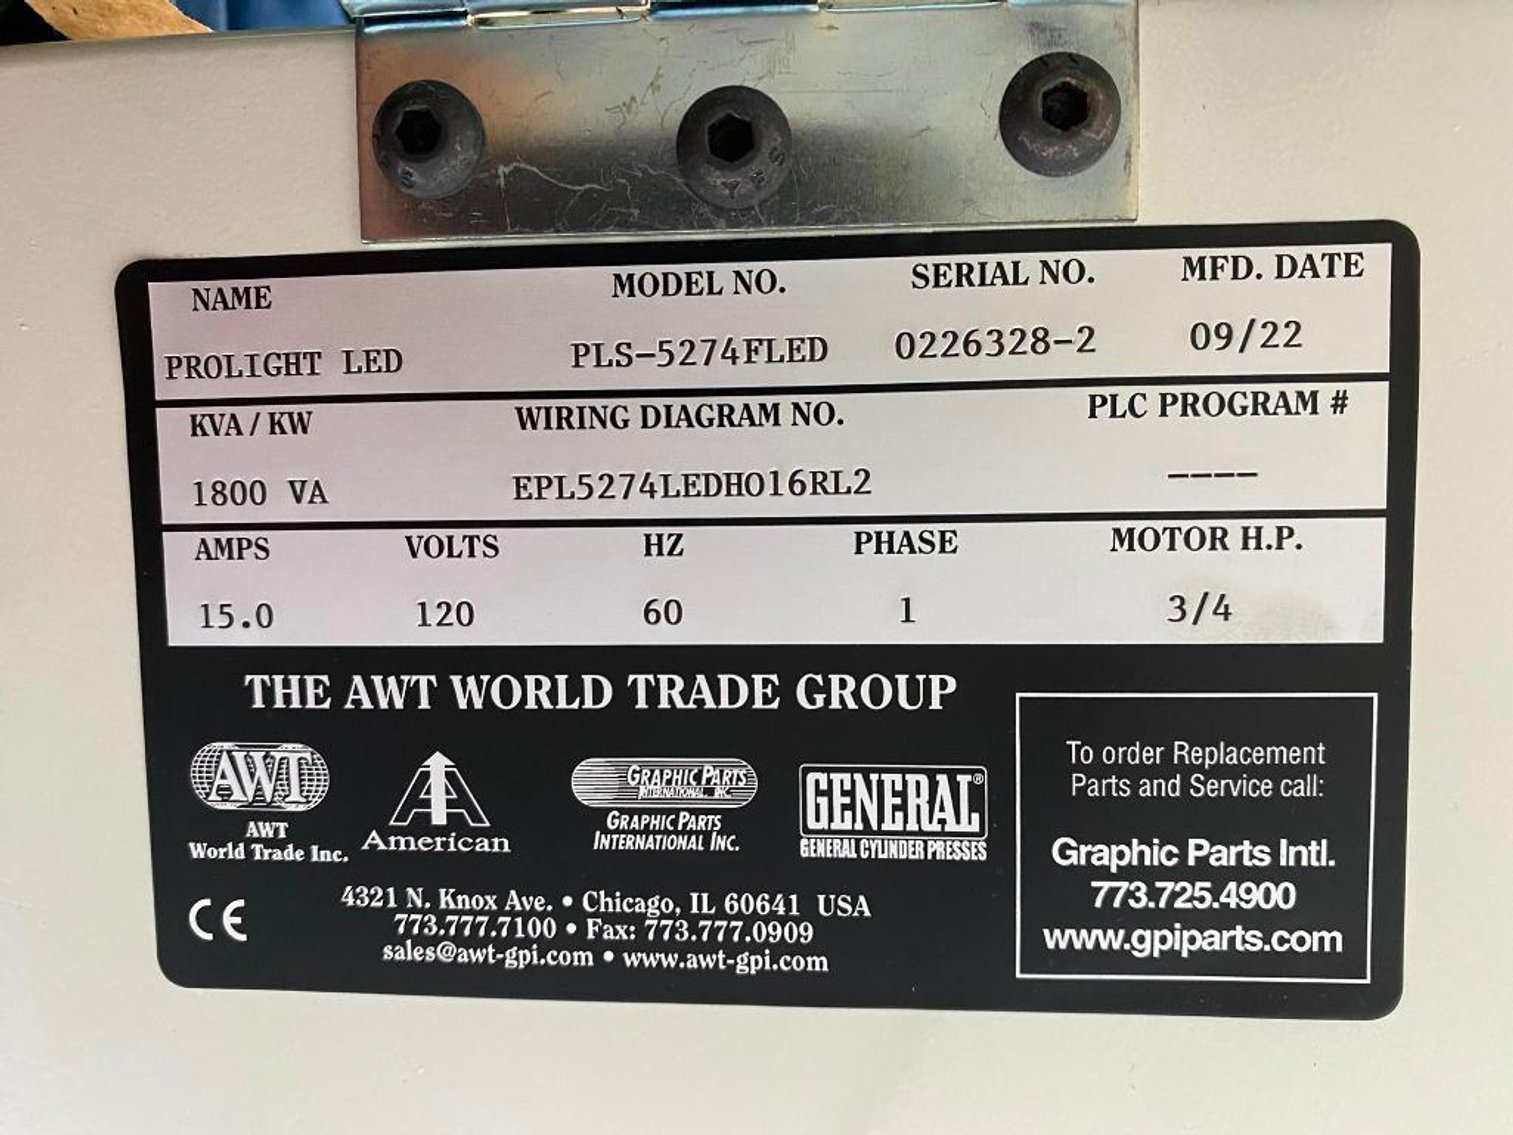 NAME MODEL NO. SERIAL NO. MFD. DATE
PROLIGHT LED PLS-5274FLED 0226328-2 09/22
KVA / KW WIRING DIAGRAM NO. PLC PROGRAM #
1800 VA EPL5274LEDHO16RL2 ----
AMPS VOLTS HZ PHASE MOTOR H.P.
15.0 120 60 1 3/4
THE AWT WORLD TRADE GROUP
AWT
AWT
World Trade Inc.
American
GRAPHIC PARTS
INTERNATIONAL, INC.
GRAPHIC PARTS
INTERNATIONAL INC.
GENERAL®
GENERAL CYLINDER PRESSES
CE
4321 N. Knox Ave. • Chicago, IL 60641 USA
773.777.7100 • Fax: 773.777.0909
sales@awt-gpi.com • www.awt-gpi.com
To order Replacement
Parts and Service call:
Graphic Parts Intl.
773.725.4900
www.gpiparts.com